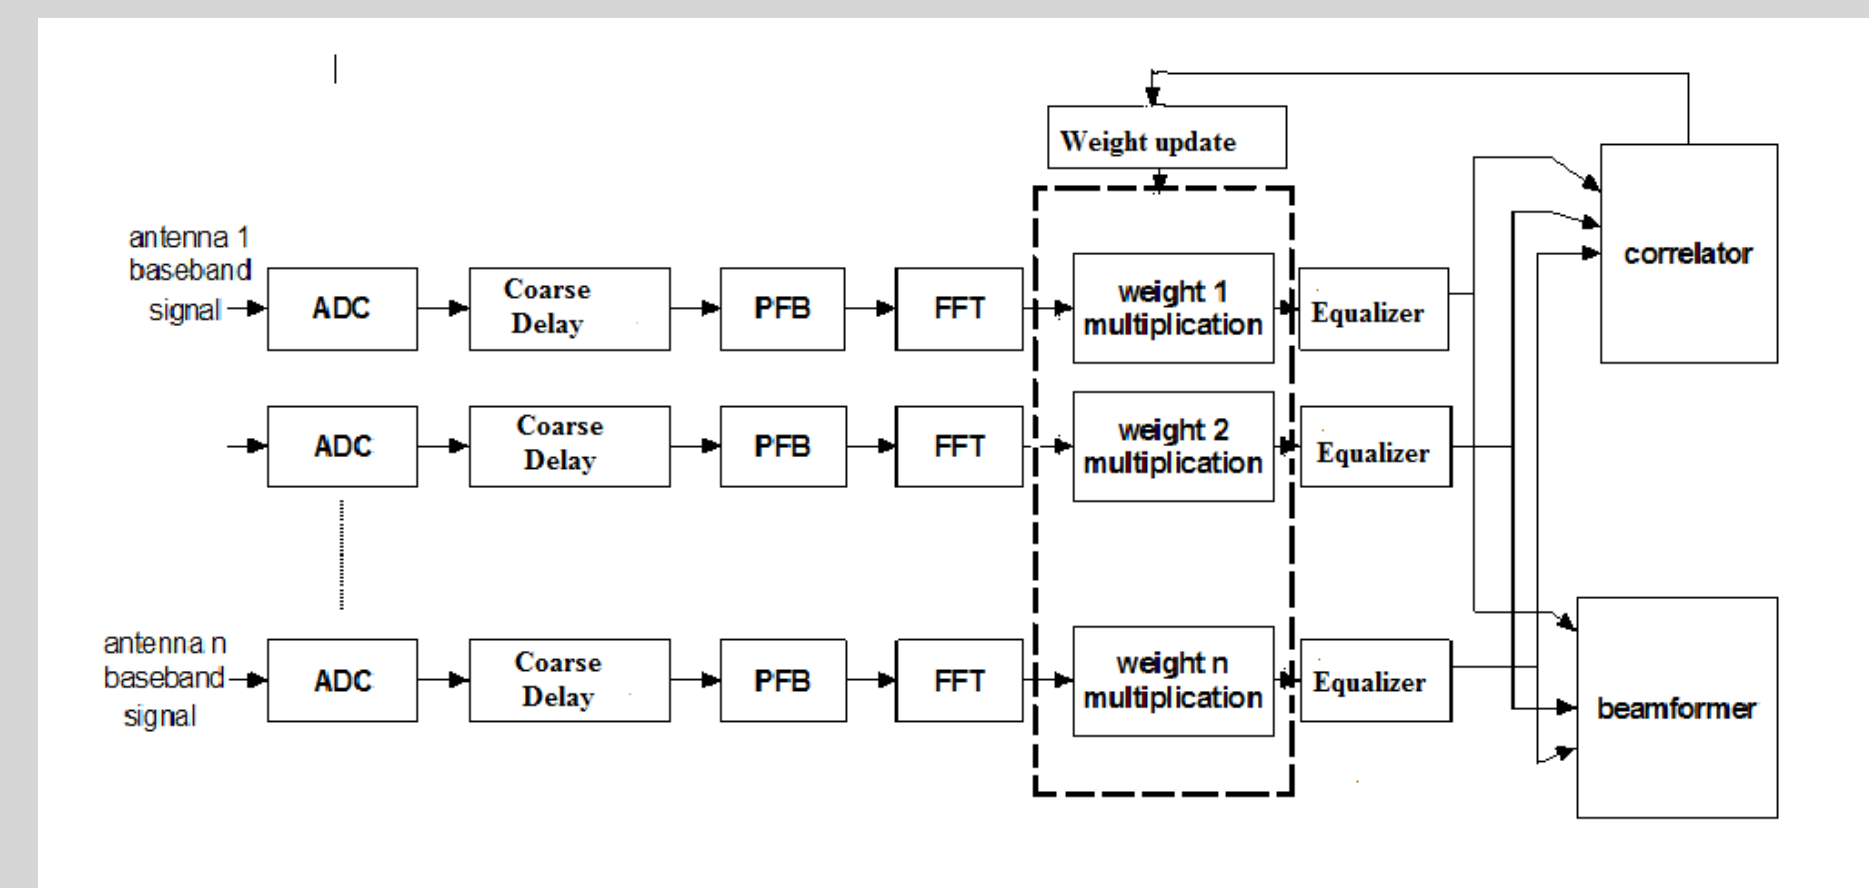 Weight update
correlator
antenna 1
baseband
signal
ADC
Coarse
Delay
PFB
FFT
weight 1
multiplication
Equalizer
ADC
Coarse
Delay
PFB
FFT
weight 2
multiplication
Equalizer
antenna n
baseband
signal
ADC
Coarse
Delay
PFB
FFT
weight n
multiplication
Equalizer
beamformer